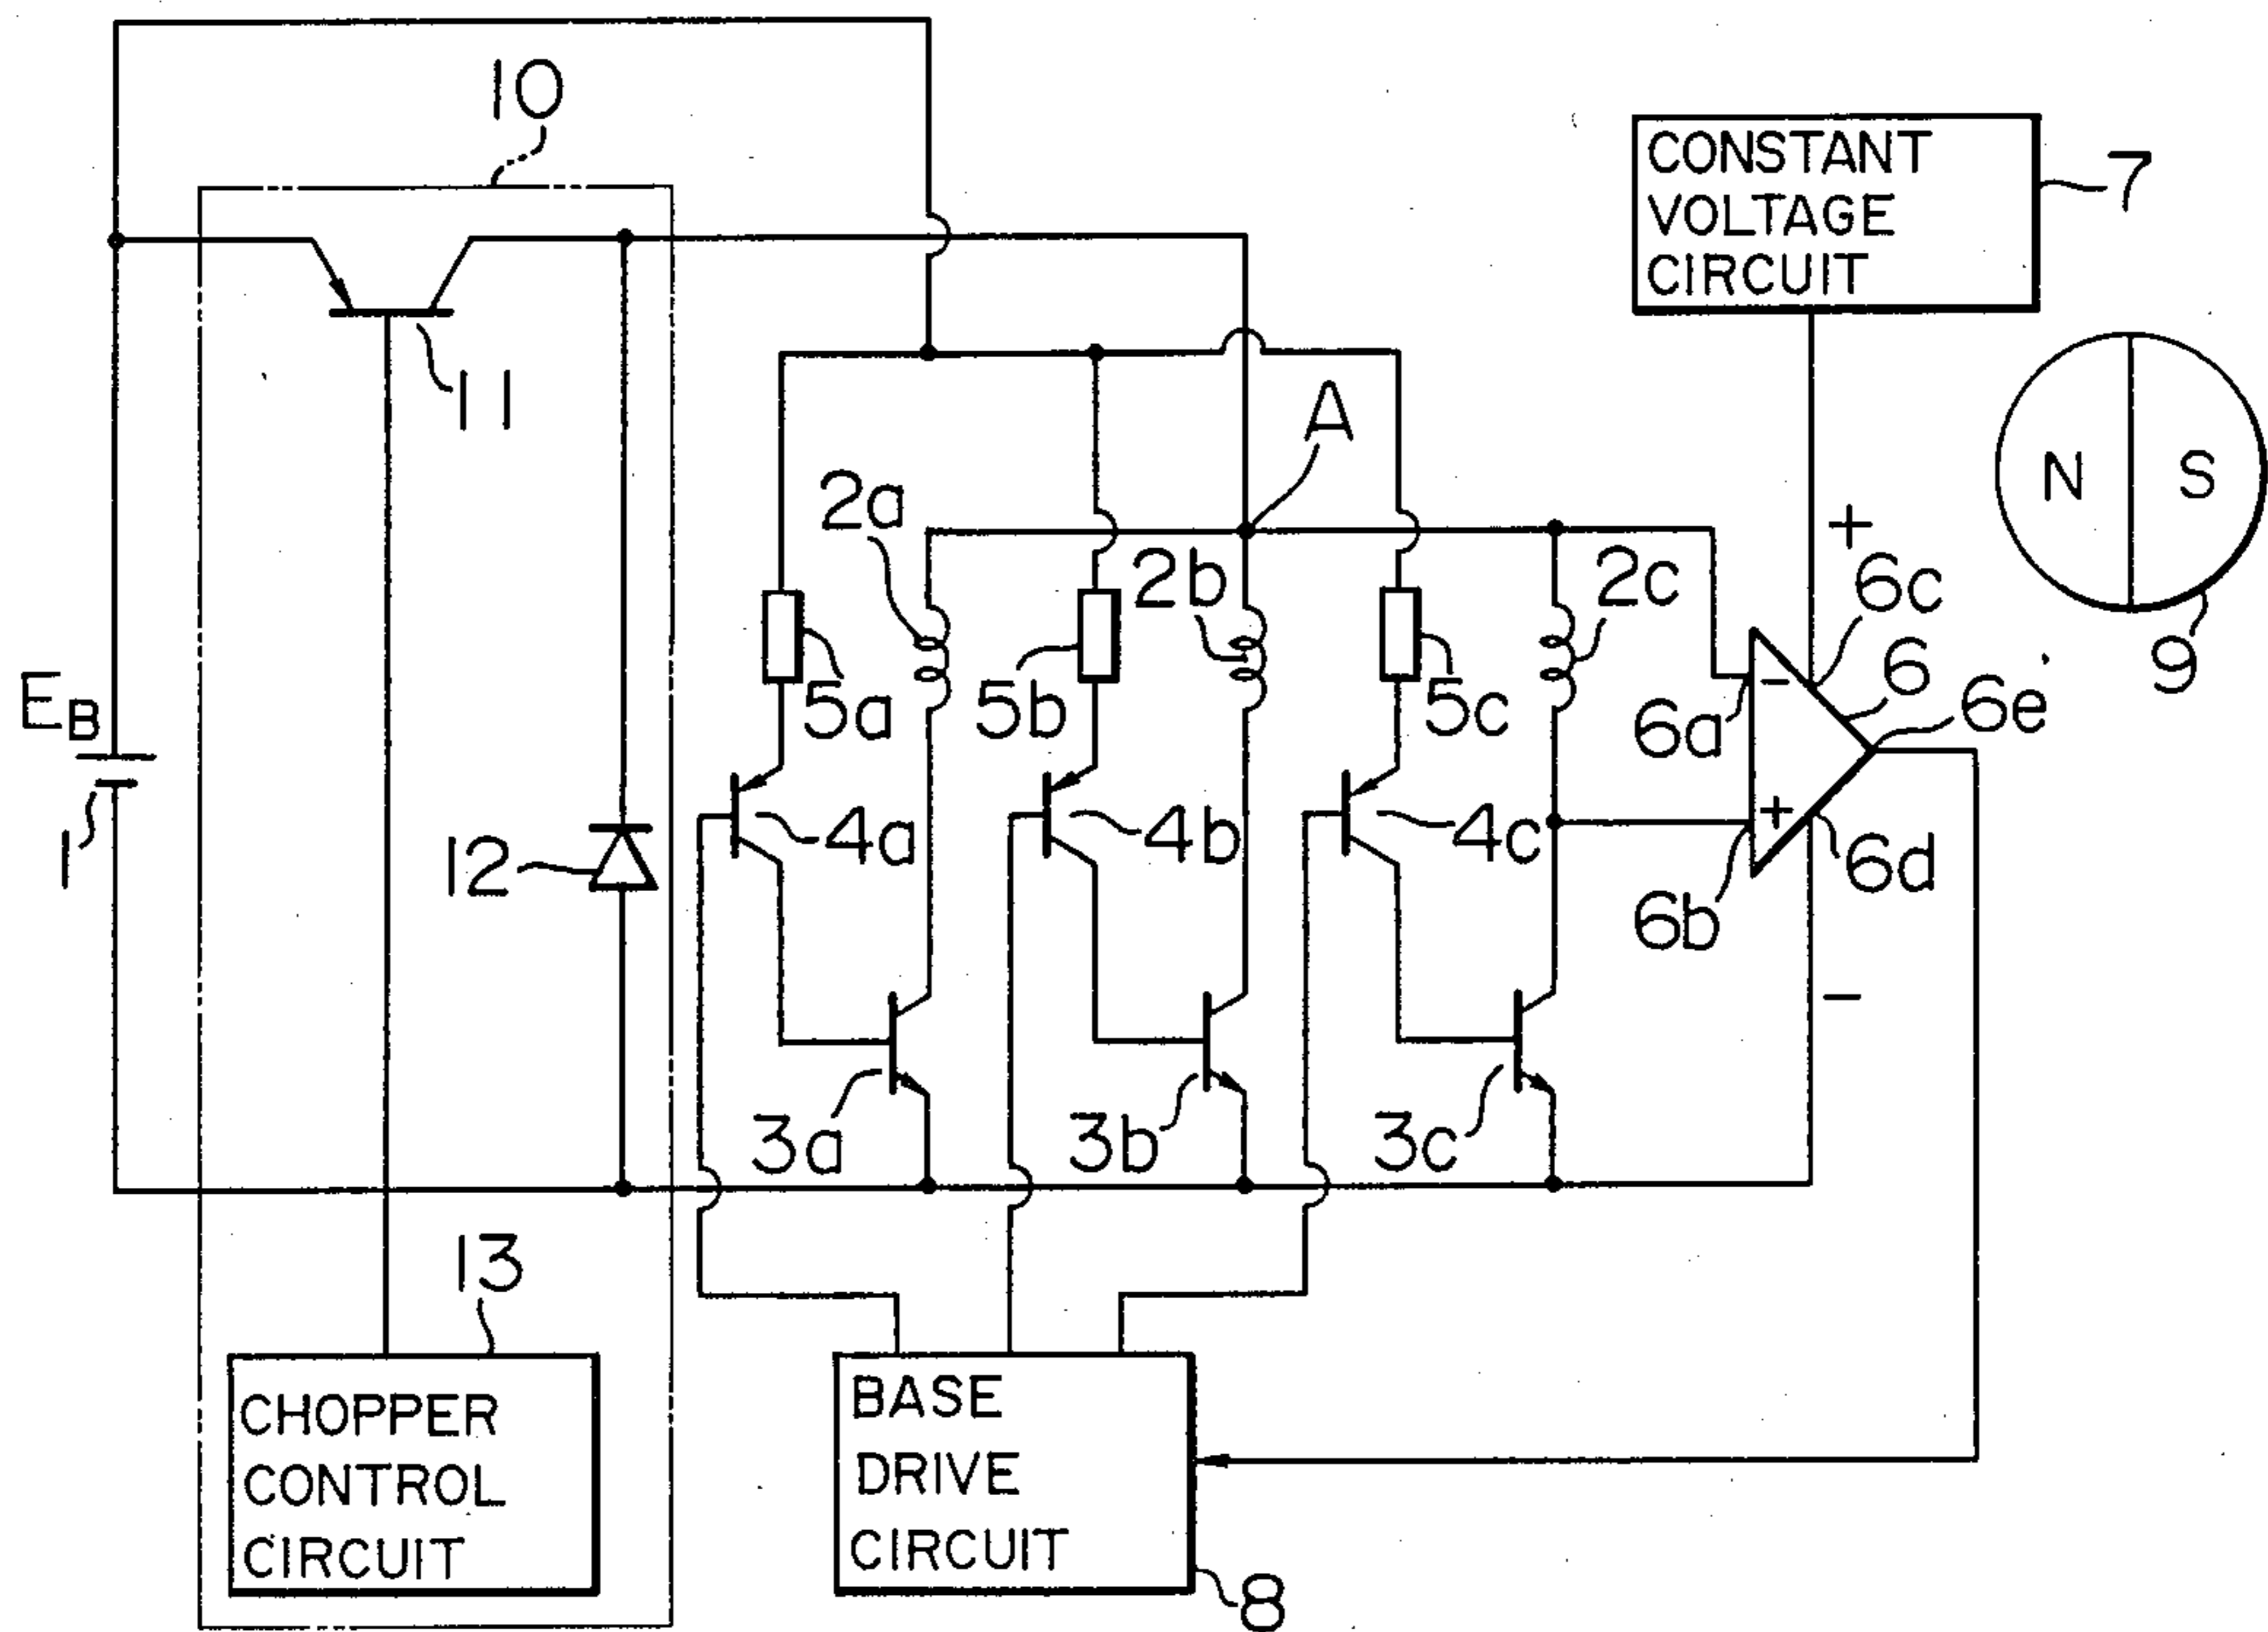 10
CONSTANT
VOLTAGE
CIRCUIT
7
11
A
N S
2a
+
2b
2c
6c
9
6
5a
5b
5c
6a
-
6e
EB
1
12
4a
4b
4c
+
6d
6b
-
3a
3b
3c
13
CHOPPER
CONTROL
CIRCUIT
BASE
DRIVE
CIRCUIT
8